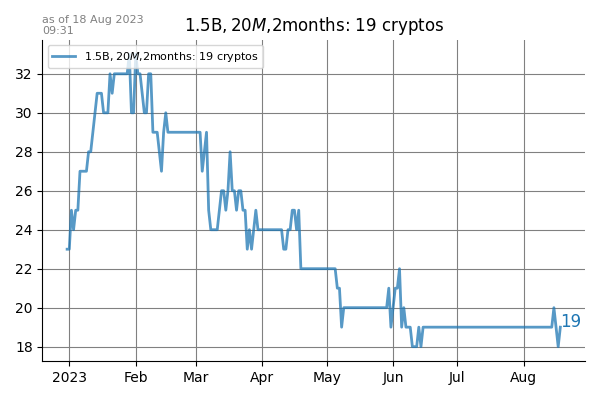 as of 18 Aug 2023
09:31
1.5B, 20M,2months: 19 cryptos
1.5B, 20M,2months: 19 cryptos
32
30
28
26
24
22
20
18
19
2023 Feb Mar Apr May Jun Jul Aug